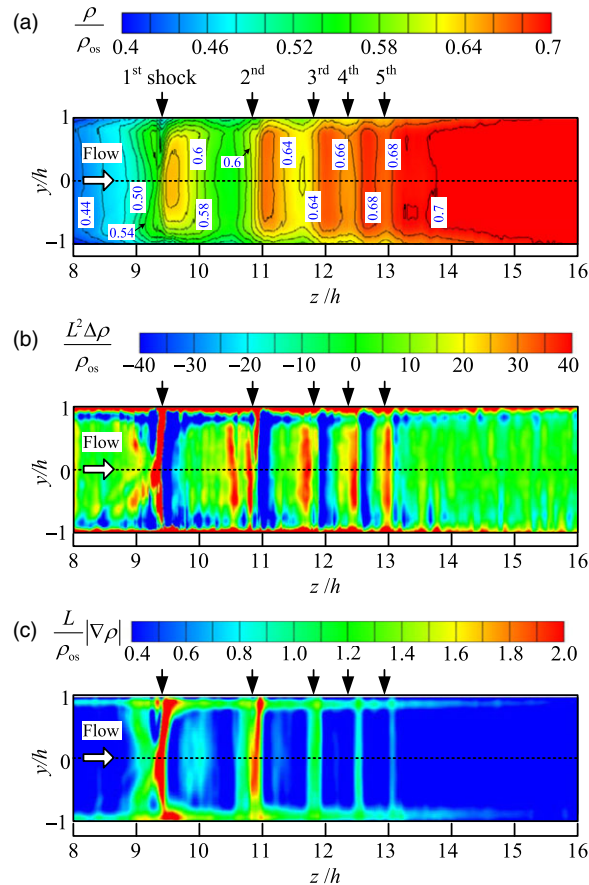 (a) ρ/ρos 0.4 0.46 0.52 0.58 0.64 0.7
1st shock 2nd 3rd 4th 5th
1 0.6 0.6 0.64 0.66 0.68
Flow
y/h 0
0.44 0.50 0.54 0.58 0.64 0.68 0.7
−1
8 9 10 11 12 13 14 15 16
z/h
(b) L²Δρ/ρos −40 −30 −20 −10 0 10 20 30 40
1
Flow
y/h 0
−1
8 9 10 11 12 13 14 15 16
z/h
(c) L/ρos |∇ρ| 0.4 0.6 0.8 1.0 1.2 1.4 1.6 1.8 2.0
1
Flow
y/h 0
−1
8 9 10 11 12 13 14 15 16
z/h